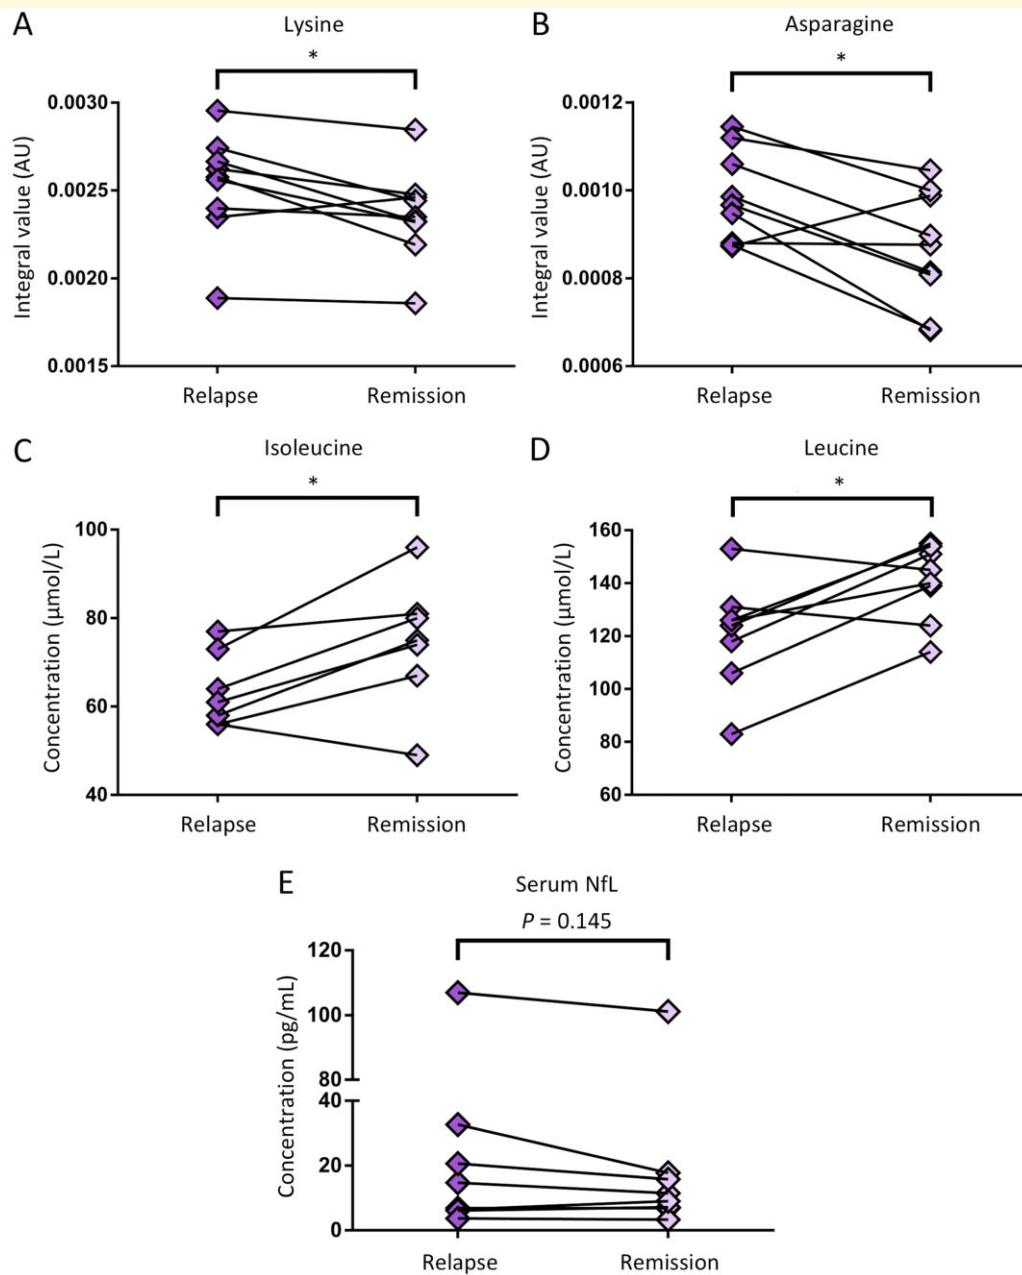 A
Lysine
*
Integral value (AU)
0.0030
0.0025
0.0020
0.0015
Relapse
Remission
B
Asparagine
*
Integral value (AU)
0.0012
0.0010
0.0008
0.0006
Relapse
Remission
C
Isoleucine
*
Concentration (µmol/L)
100
80
60
40
Relapse
Remission
D
Leucine
*
Concentration (µmol/L)
160
140
120
100
80
60
Relapse
Remission
E
Serum NfL
P = 0.145
Concentration (pg/mL)
120
100
80
40
20
0
Relapse
Remission